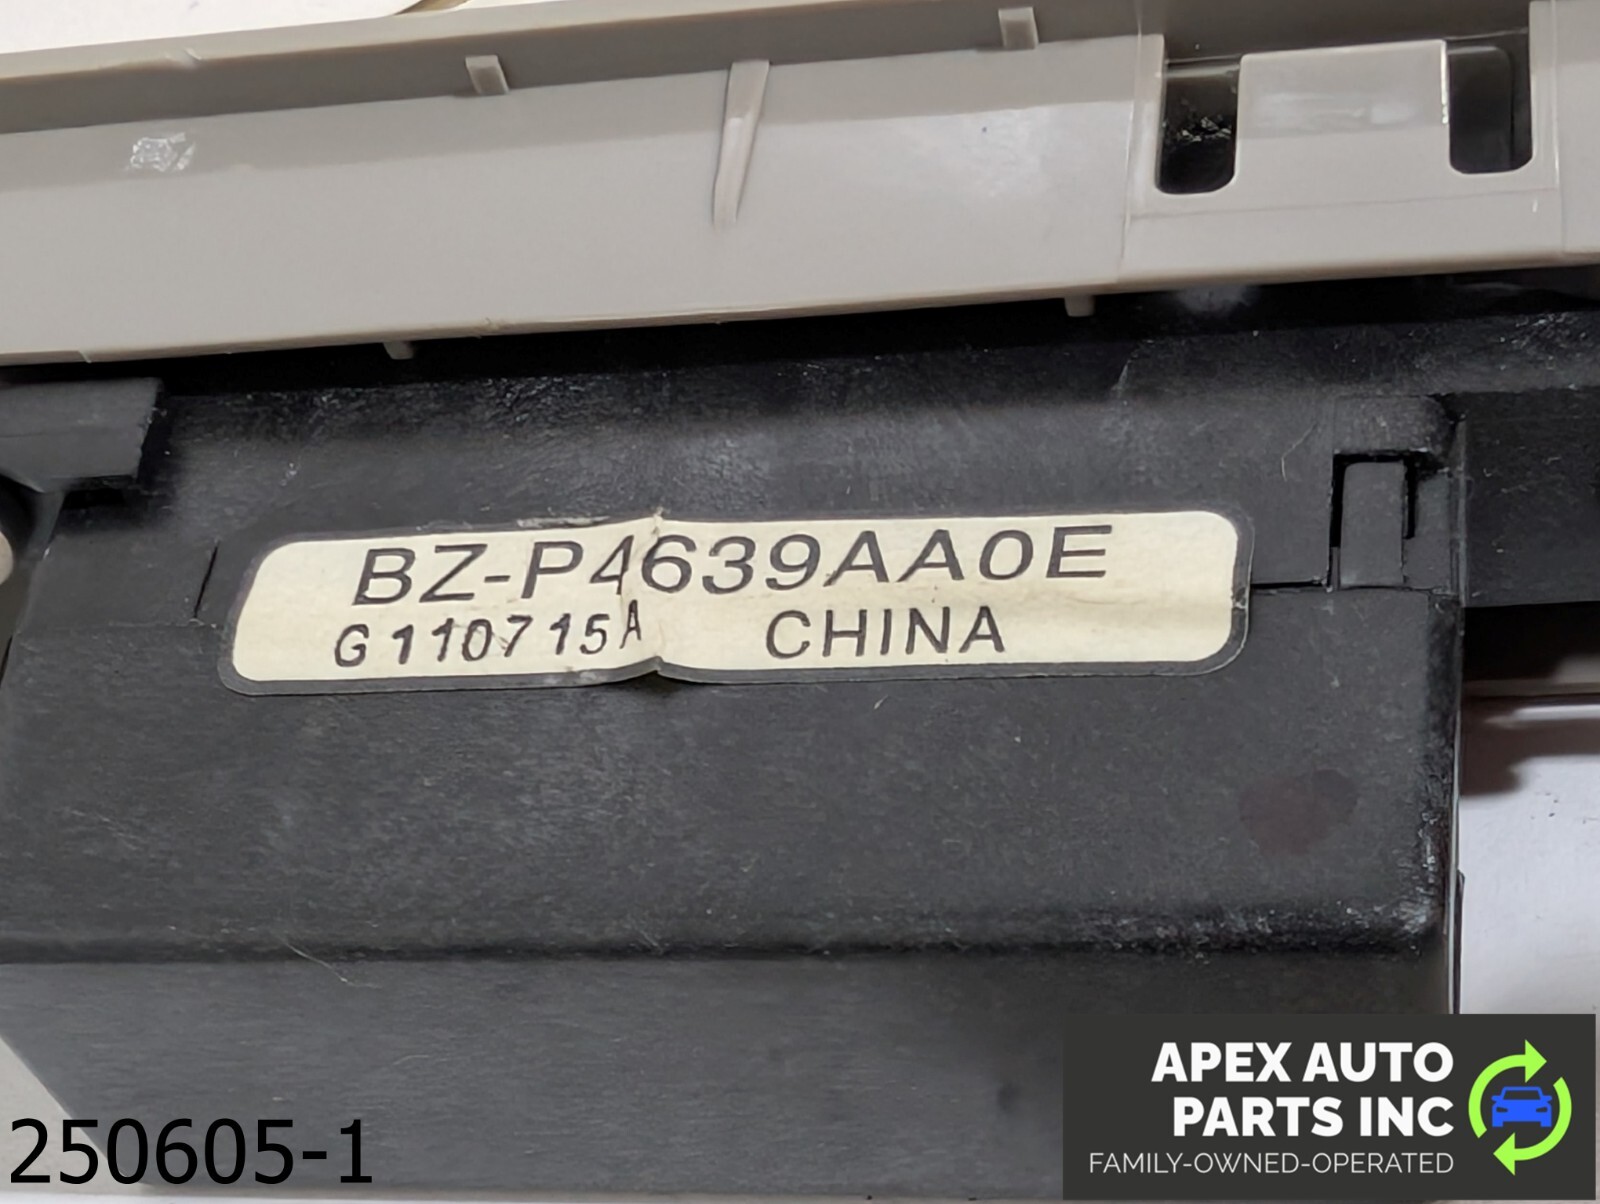 BZ-P4639AA0E
G110715A CHINA
250605-1
APEX AUTO
PARTS INC
FAMILY-OWNED-OPERATED